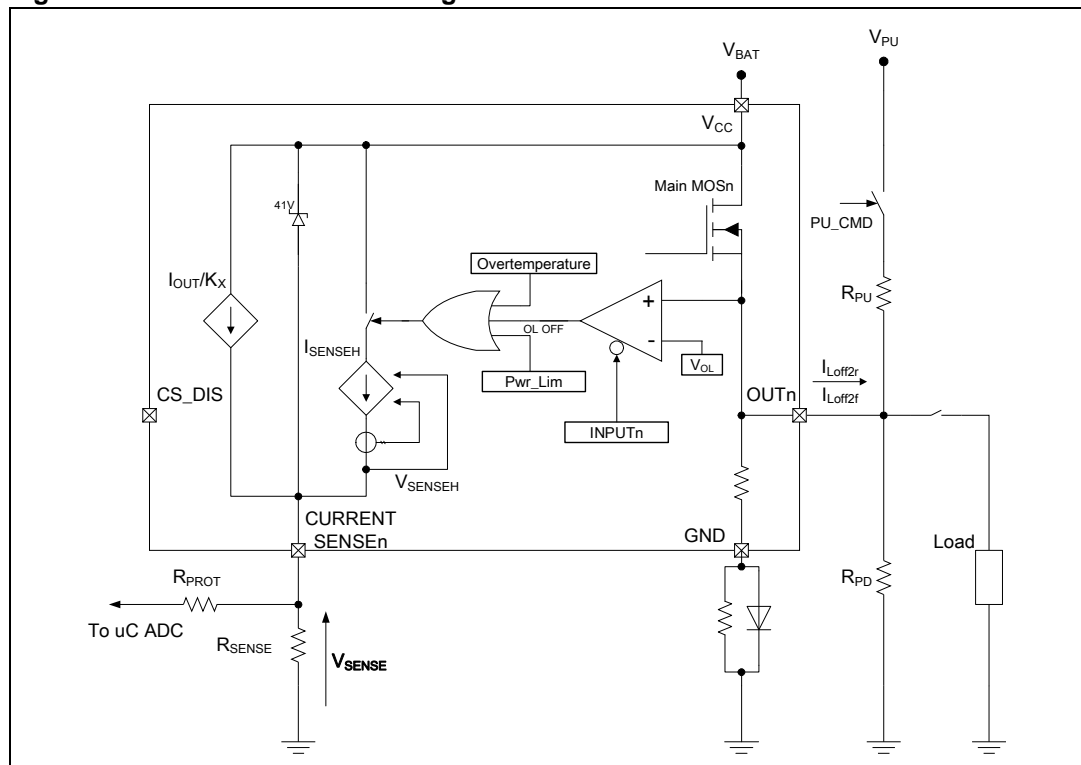 V_BAT
V_PU
V_CC
Main MOSn
41V
PU_CMD
Overtemperature
I_OUT/K_X
R_PU
+
OL OFF
-
I_SENSEH
V_OL
I_Loff2r
Pwr_Lim
I_Loff2f
CS_DIS
OUTn
INPUTn
V_SENSEH
CURRENT
SENSEn
GND
Load
R_PROT
R_PD
To uC ADC
R_SENSE
V_SENSE